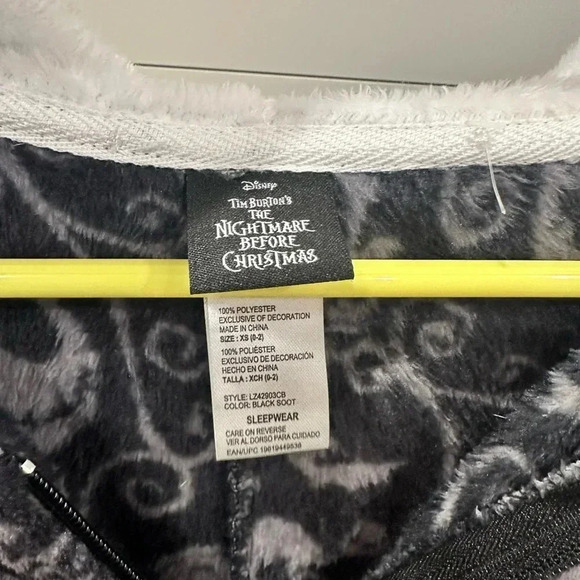 Disney
TIM BURTON'S
THE
NIGHTMARE
BEFORE
CHRISTMAS
100% POLYESTER
EXCLUSIVE OF DECORATION
MADE IN CHINA
SIZE : XS (0-2)
100% POLIÉSTER
EXCLUSIVO DE DECORACIÓN
HECHO EN CHINA
TALLA : XCH (0-2)
STYLE: LZ42903CB
COLOR: BLACK SOOT
SLEEPWEAR
CARE ON REVERSE
VER AL DORSO PARA CUIDADO
EAN/UPC